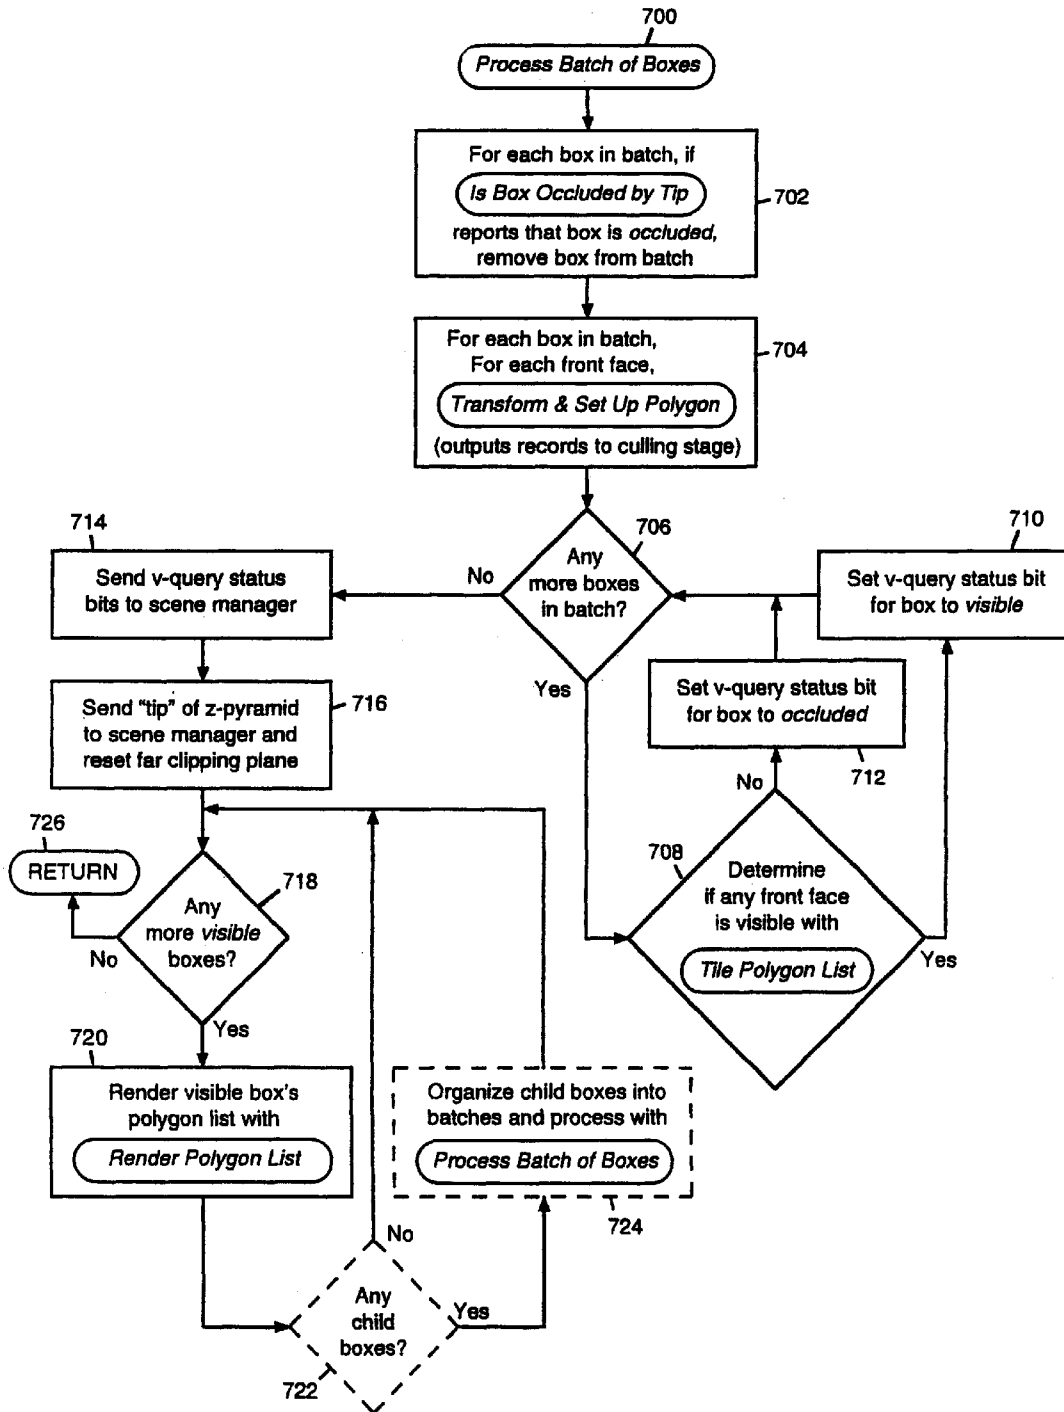 700
Process Batch of Boxes
For each box in batch, if
Is Box Occluded by Tip
reports that box is occluded,
remove box from batch
702
For each box in batch,
For each front face,
Transform & Set Up Polygon
(outputs records to culling stage)
704
706
Any
more boxes
in batch?
No
Yes
714
Send v-query status
bits to scene manager
710
Set v-query status bit
for box to visible
Set v-query status bit
for box to occluded
712
Send "tip" of z-pyramid
to scene manager and
reset far clipping plane
716
No
708
Determine
if any front face
is visible with
Tile Polygon List
Yes
726
RETURN
718
Any
more visible
boxes?
No
Yes
720
Render visible box's
polygon list with
Render Polygon List
Organize child boxes into
batches and process with
Process Batch of Boxes
724
No
Any
child
boxes?
Yes
722